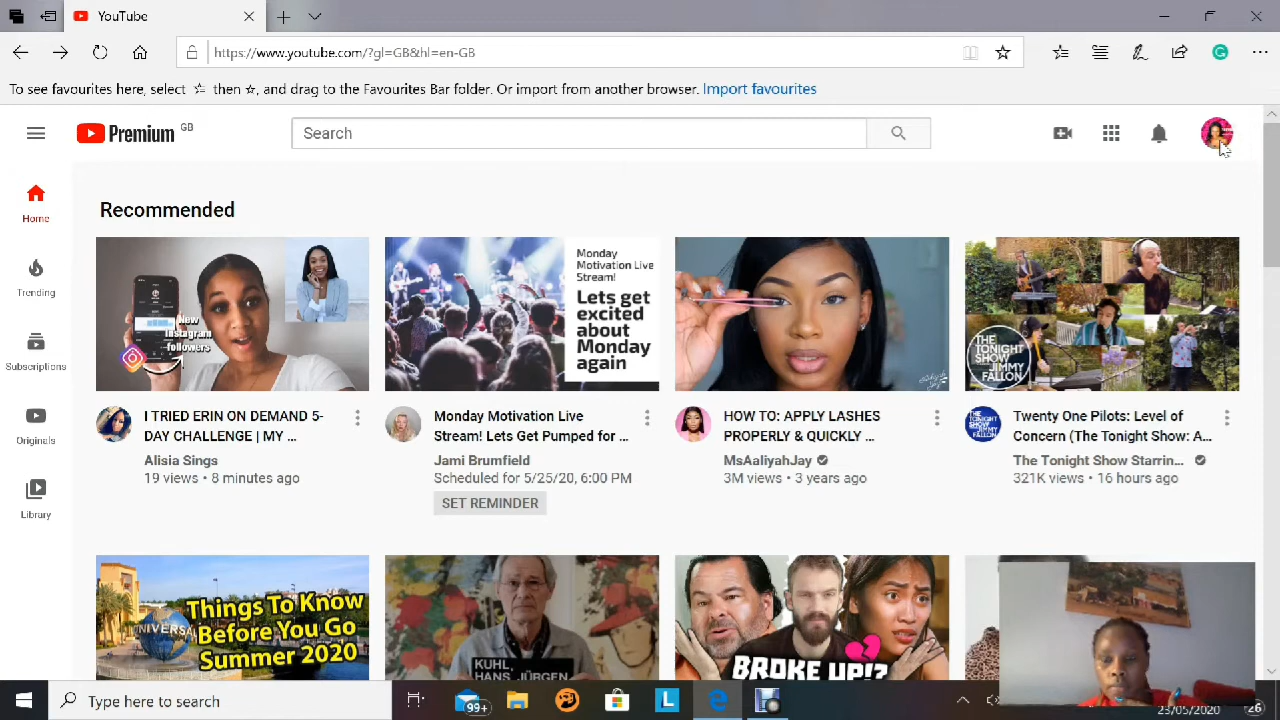 YouTube
https://www.youtube.com/?gl=GB&hl=en-GB
To see favourites here, select ☆ then ☆, and drag to the Favourites Bar folder. Or import from another browser. Import favourites
Premium GB
Search
Home
Trending
Subscriptions
Originals
Library
Recommended
New
Instagram
followers
Monday
Motivation Live
Stream!
Lets get
excited
about
Monday
again
THE
TONIGHT
SHOW
JIMMY
FALLON
I TRIED ERIN ON DEMAND 5-
DAY CHALLENGE | MY ...
Alisia Sings
19 views • 8 minutes ago
Monday Motivation Live
Stream! Lets Get Pumped for ...
Jami Brumfield
Scheduled for 5/25/20, 6:00 PM
SET REMINDER
HOW TO: APPLY LASHES
PROPERLY & QUICKLY ...
MsAaliyahJay
3M views • 3 years ago
Twenty One Pilots: Level of
Concern (The Tonight Show: A...
The Tonight Show Starrin...
321K views • 16 hours ago
UNIVERSAL
Things To Know
Before You Go
Summer 2020
KUHL,
HANS, JÜRGEN
BROKE UP!?
Type here to search
99+
L
25/05/2020
26